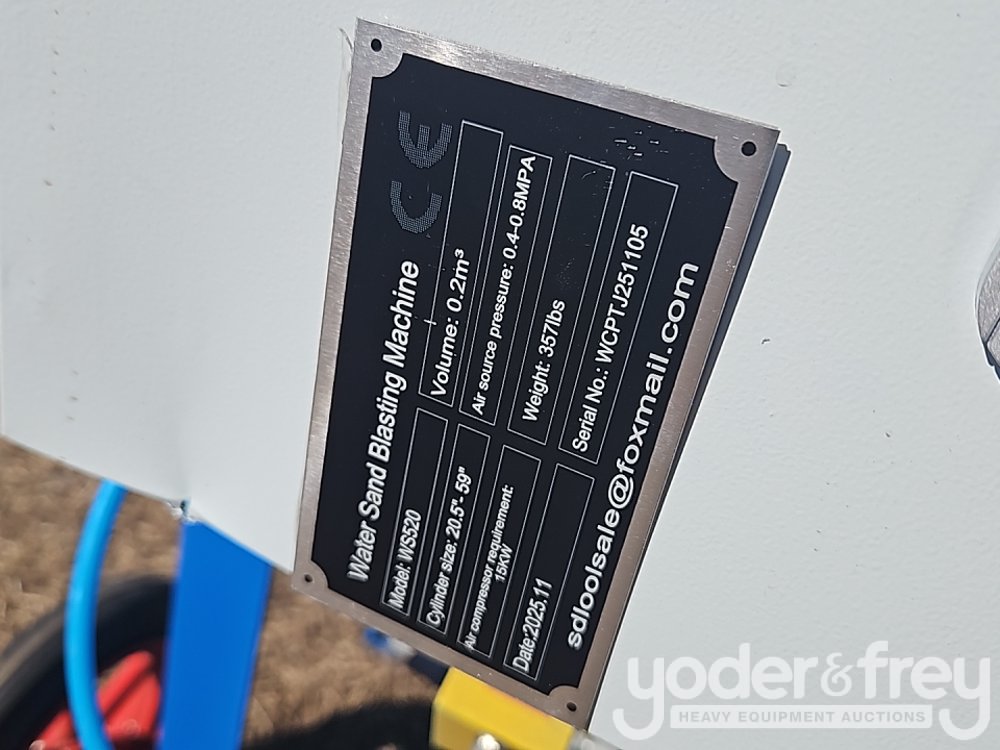 CE
Water Sand Blasting Machine
Model: WS520
Volume: 0.2m³
Cylinder size: 20.5"- 59"
Air source pressure: 0.4-0.8MPA
Air compressor requirement:
15KW
Weight: 357lbs
Date:2025.11
Serial No.: WCPTJ251105
sdloolsale@foxmail.com
yoder&frey
HEAVY EQUIPMENT AUCTIONS